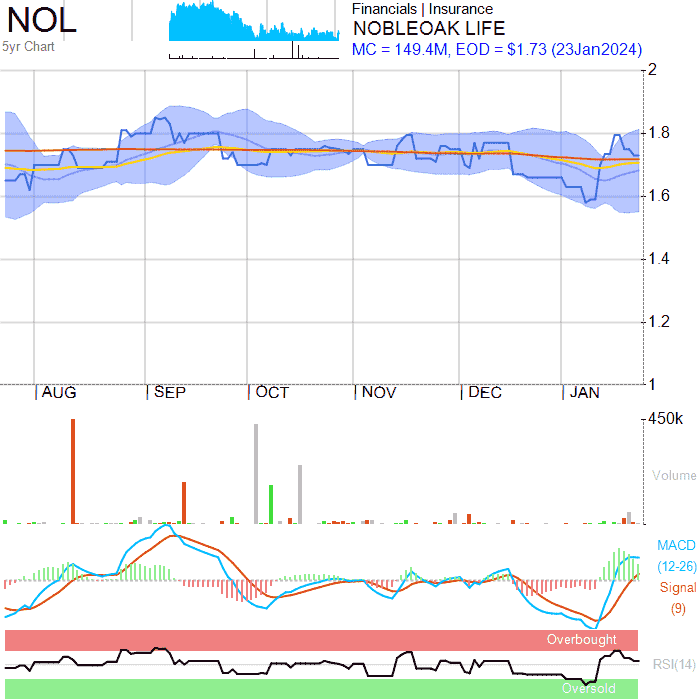 NOL
5yr Chart
Financials | Insurance
NOBLEOAK LIFE
MC = 149.4M, EOD = $1.73 (23Jan2024)
2
1.8
1.6
1.4
1.2
1
AUG SEP OCT NOV DEC JAN
450k
Volume
MACD
(12-26)
Signal
(9)
Overbought
RSI(14)
Oversold